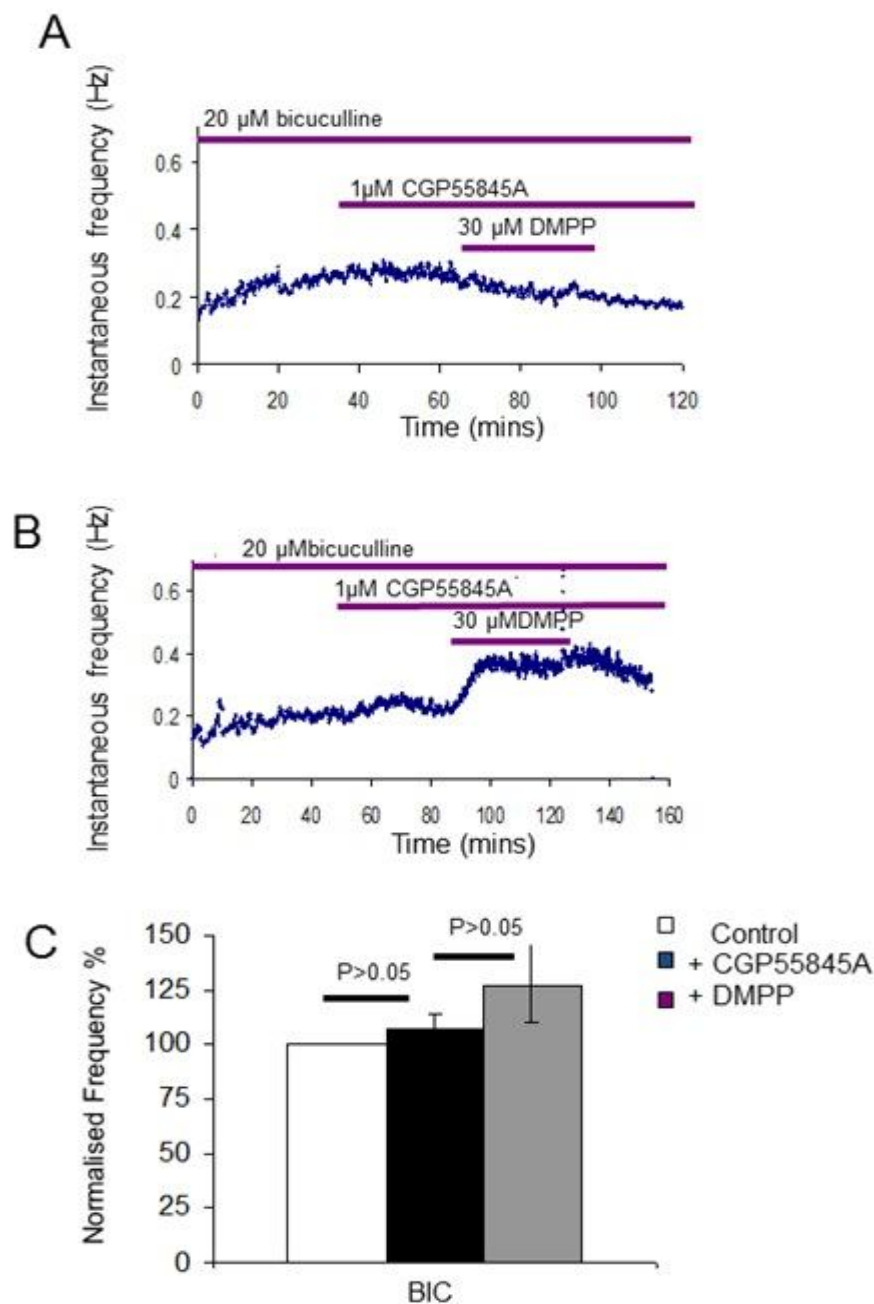 A
Instantaneous frequency (Hz)
20 µM bicuculline
0.6
1µM CGP55845A
0.4
30 µM DMPP
0.2
0
0 20 40 60 80 100 120
Time (mins)
B
Instantaneous frequency (Hz)
20 µMbicuculline
0.6
1µM CGP55845A
30 µMDMPP
0.4
0.2
0
0 20 40 60 80 100 120 140 160
Time (mins)
C
Normalised Frequency %
150
125
100
75
50
25
0
P>0.05
P>0.05
BIC
Control
+ CGP55845A
+ DMPP